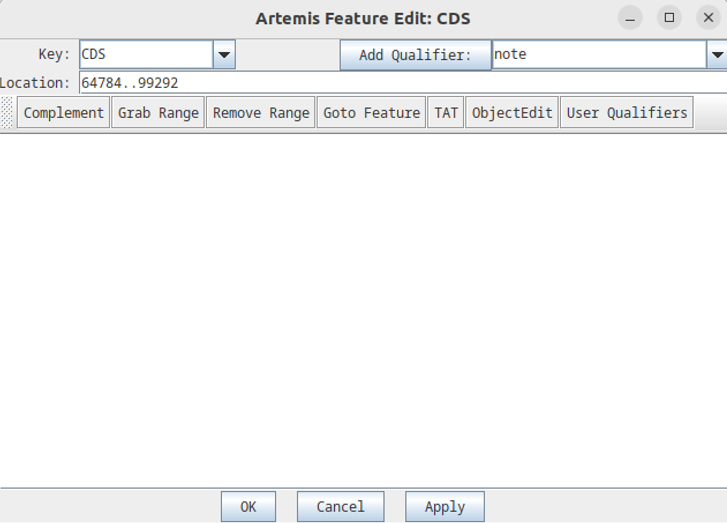 Artemis Feature Edit: CDS
Key: CDS Add Qualifier: note
Location: 64784..99292
Complement Grab Range Remove Range Goto Feature TAT ObjectEdit User Qualifiers
OK Cancel Apply